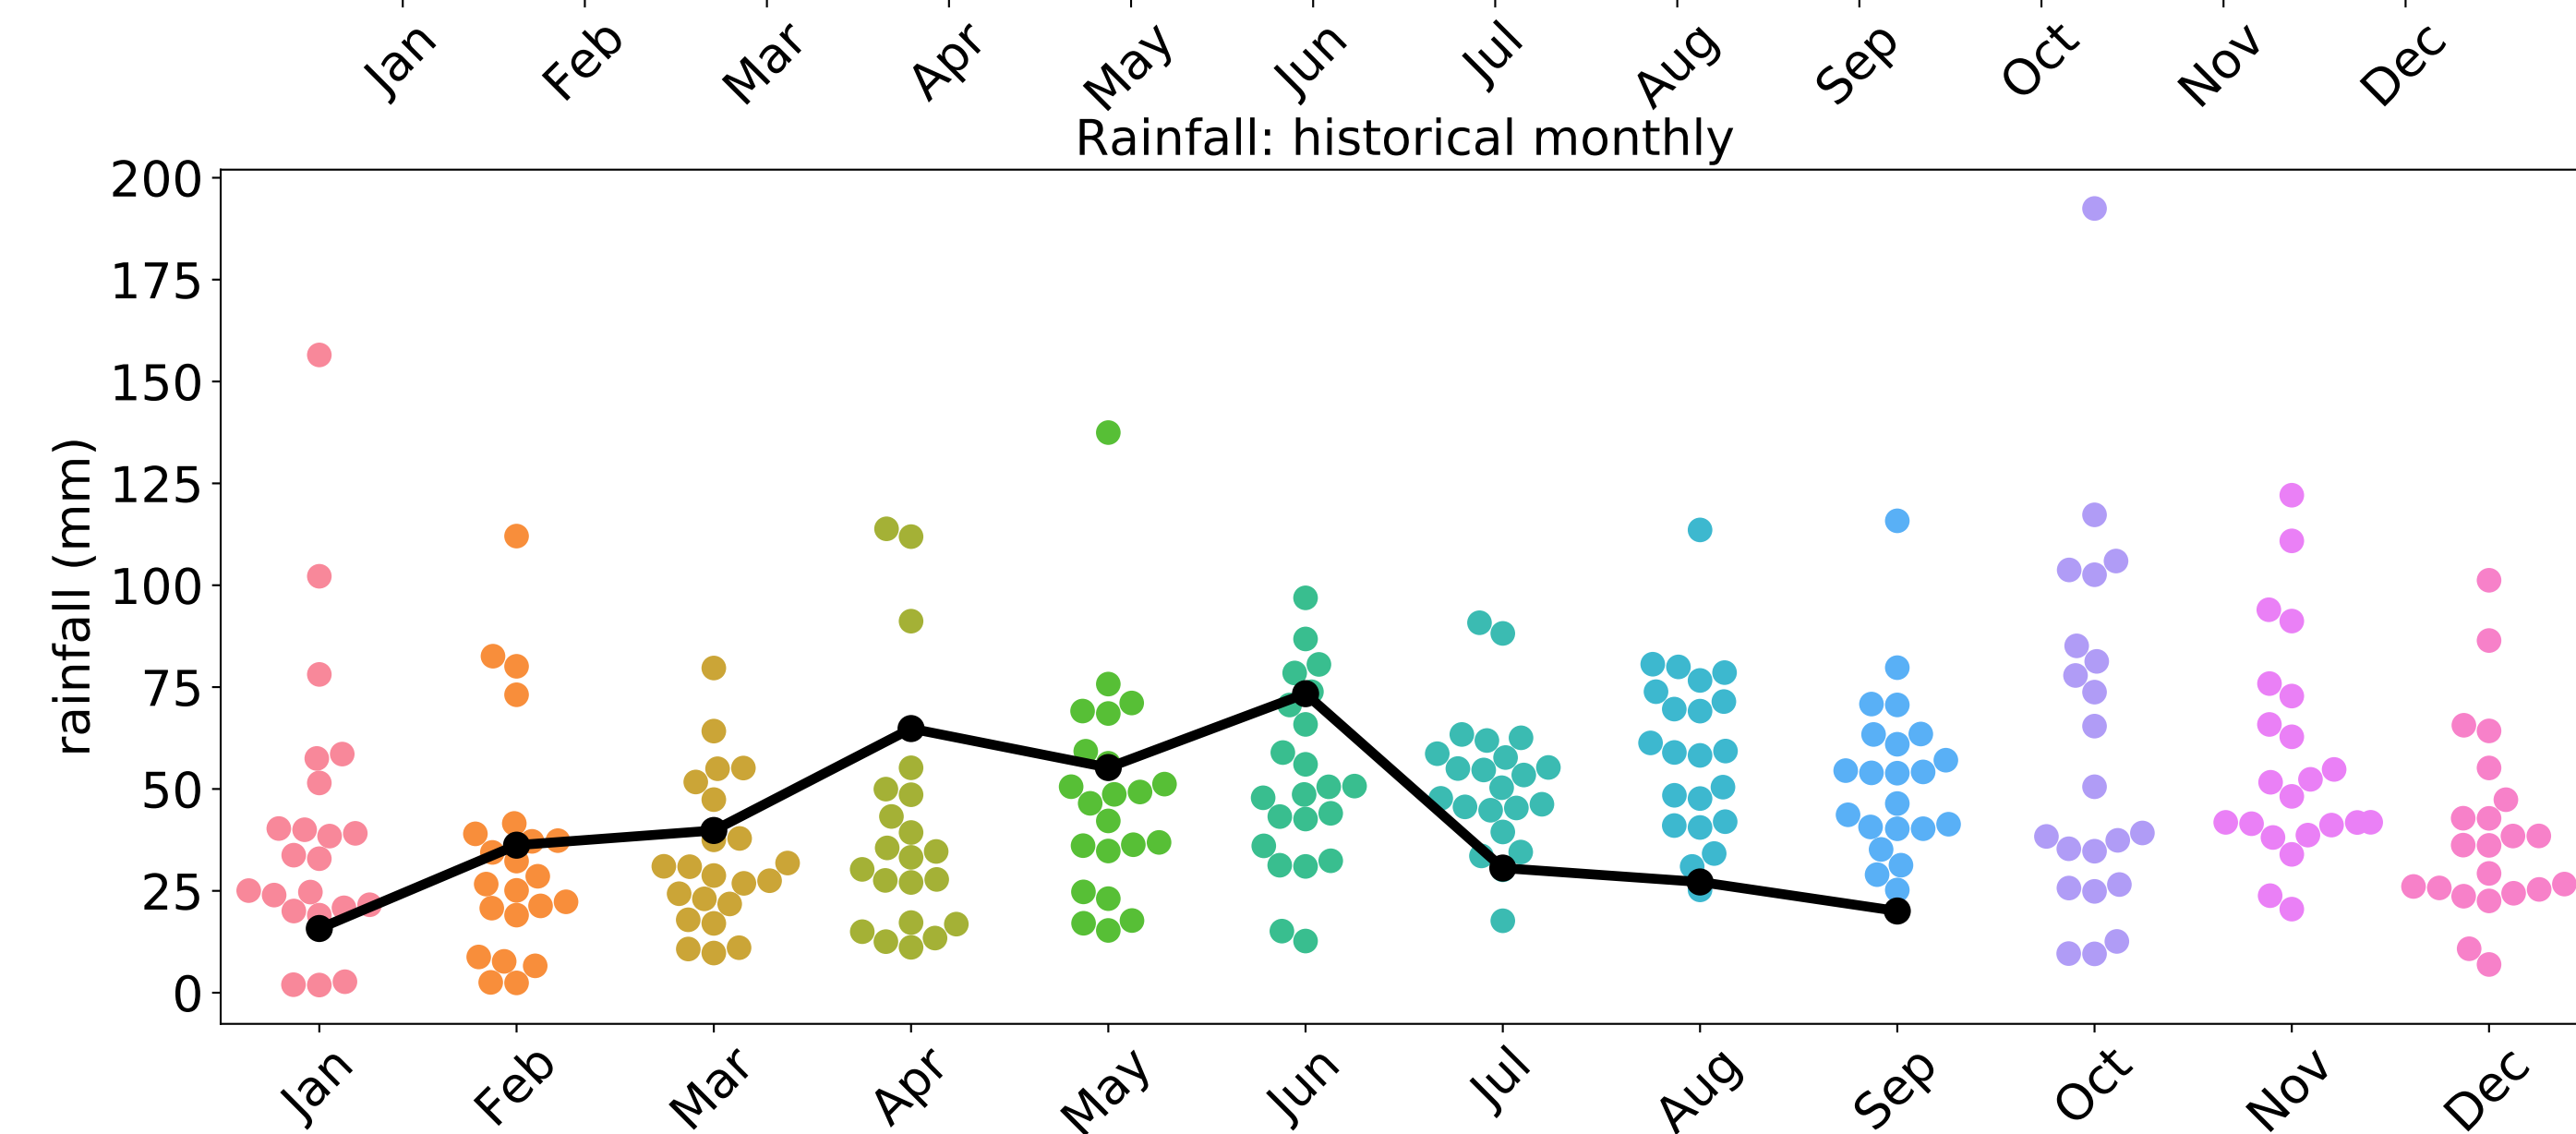 Jan Feb Mar Apr May Jun Jul Aug Sep Oct Nov Dec
Rainfall: historical monthly
200
175
150
125
100
75
50
25
0
rainfall (mm)
Jan Feb Mar Apr May Jun Jul Aug Sep Oct Nov Dec